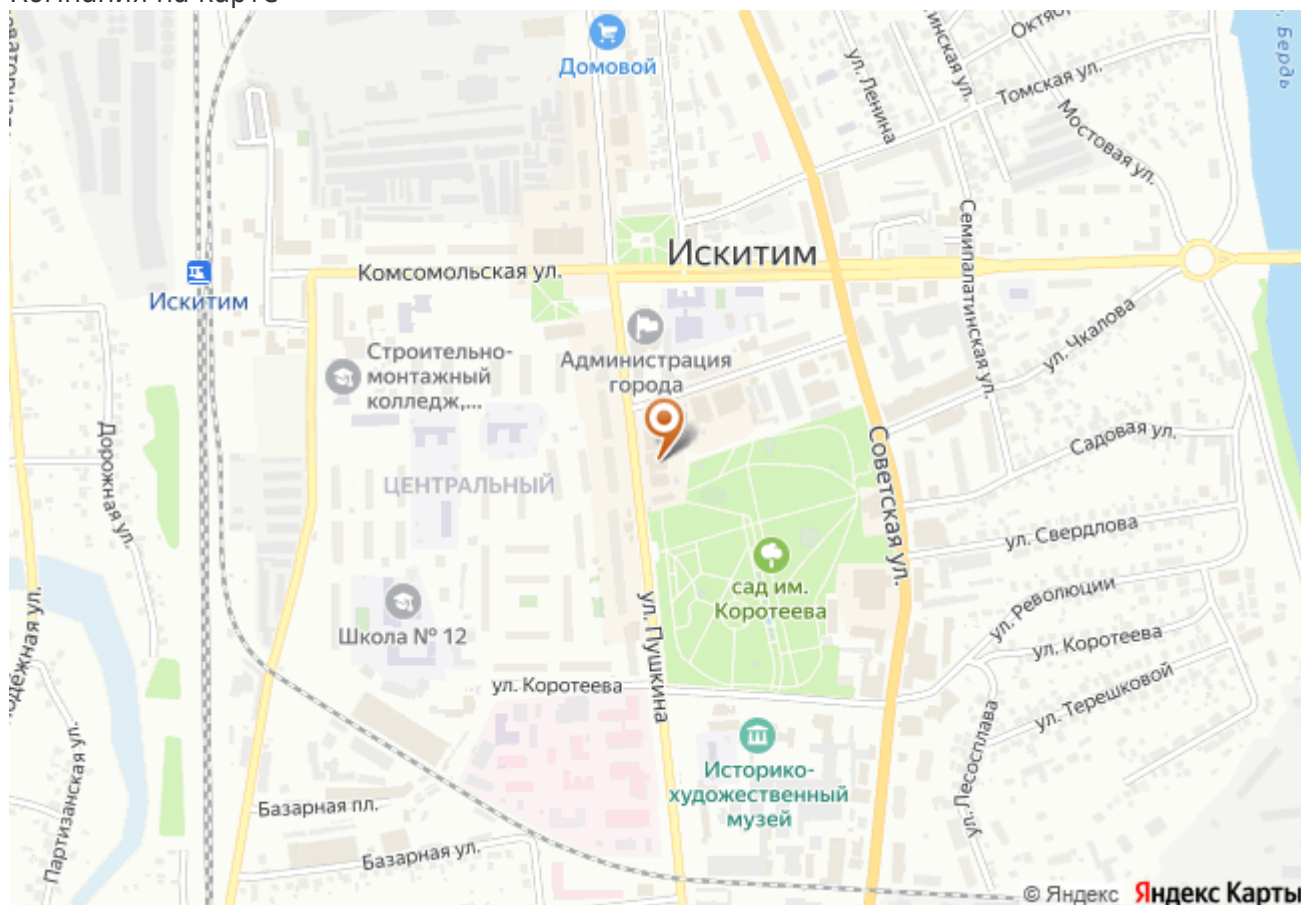 Компания на карте
Домовой
ул. Ленина
Томская ул.
Мостовая ул.
Бердь
Искитим
Комсомольская ул.
Искитим
Семипалатинская ул.
ул. Чкалова
Администрация
города
Строительно-
монтажный
колледж,...
Дорожная ул.
ЦЕНТРАЛЬНЫЙ
Советская ул.
Садовая ул.
ул. Свердлова
сад им.
Коротеева
ул. Революции
ул. Коротеева
Школа № 12
ул. Пушкина
ул. Коротеева
ул. Терешковой
ул. Лесосплава
Историко-
художественный
музей
Партизанская ул.
Базарная пл.
Базарная ул.
© Яндекс Яндекс Карты